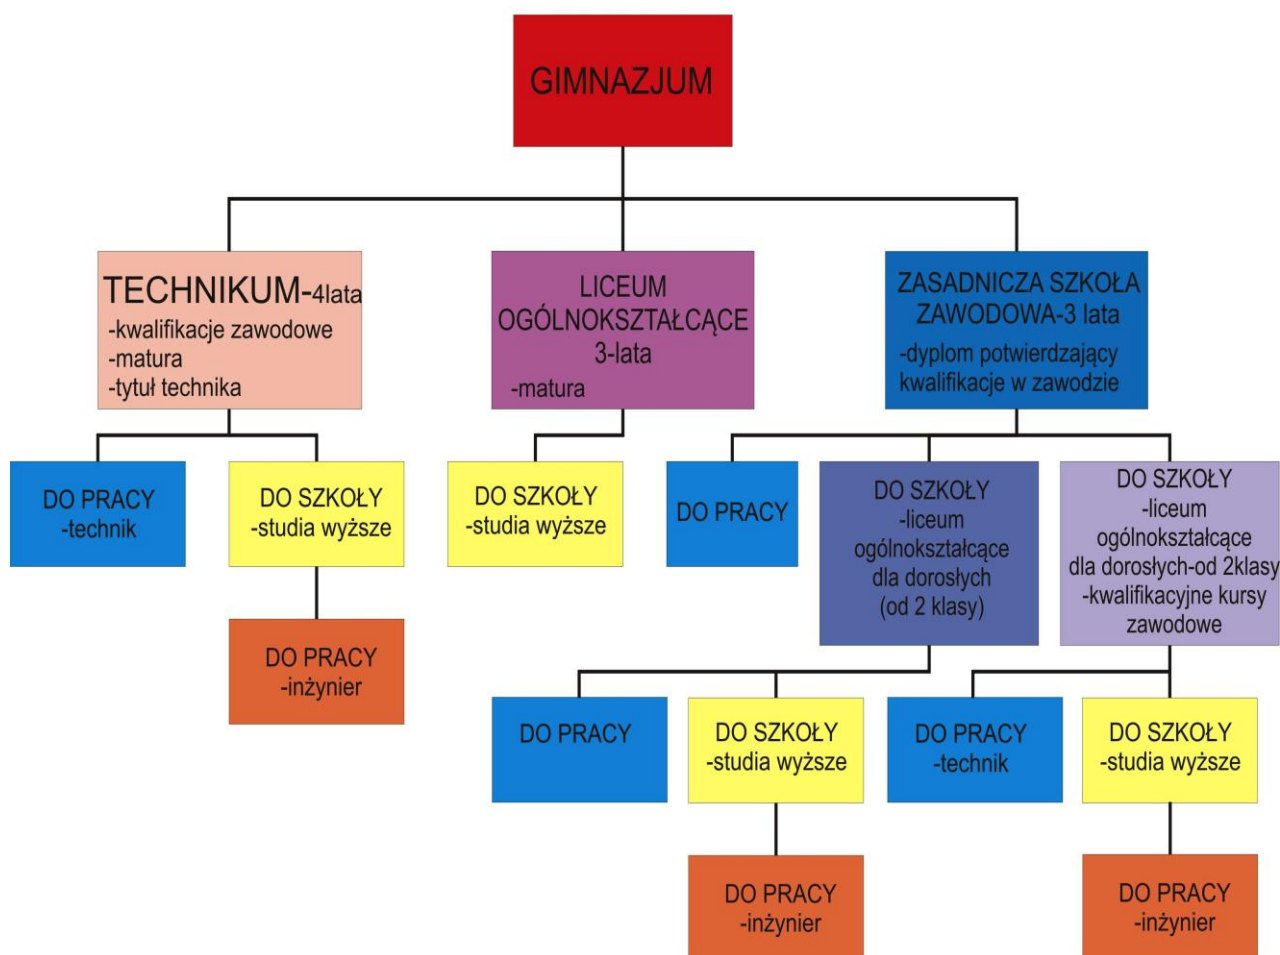 GIMNAZJUM
TECHNIKUM-4lata
-kwalifikacje zawodowe
-matura
-tytuł technika
LICEUM
OGÓLNOKSZTAŁCĄCE
3-lata
-matura
ZASADNICZA SZKOŁA
ZAWODOWA-3 lata
-dyplom potwierdzający
kwalifikacje w zawodzie
DO PRACY
-technik
DO SZKOŁY
-studia wyższe
DO SZKOŁY
-studia wyższe
DO PRACY
DO SZKOŁY
-liceum
ogólnokształcące
dla dorosłych
(od 2 klasy)
DO SZKOŁY
-liceum
ogólnokształcące
dla dorosłych-od 2klasy
-kwalifikacyjne kursy
zawodowe
DO PRACY
-inżynier
DO PRACY
DO SZKOŁY
-studia wyższe
DO PRACY
-technik
DO SZKOŁY
-studia wyższe
DO PRACY
-inżynier
DO PRACY
-inżynier